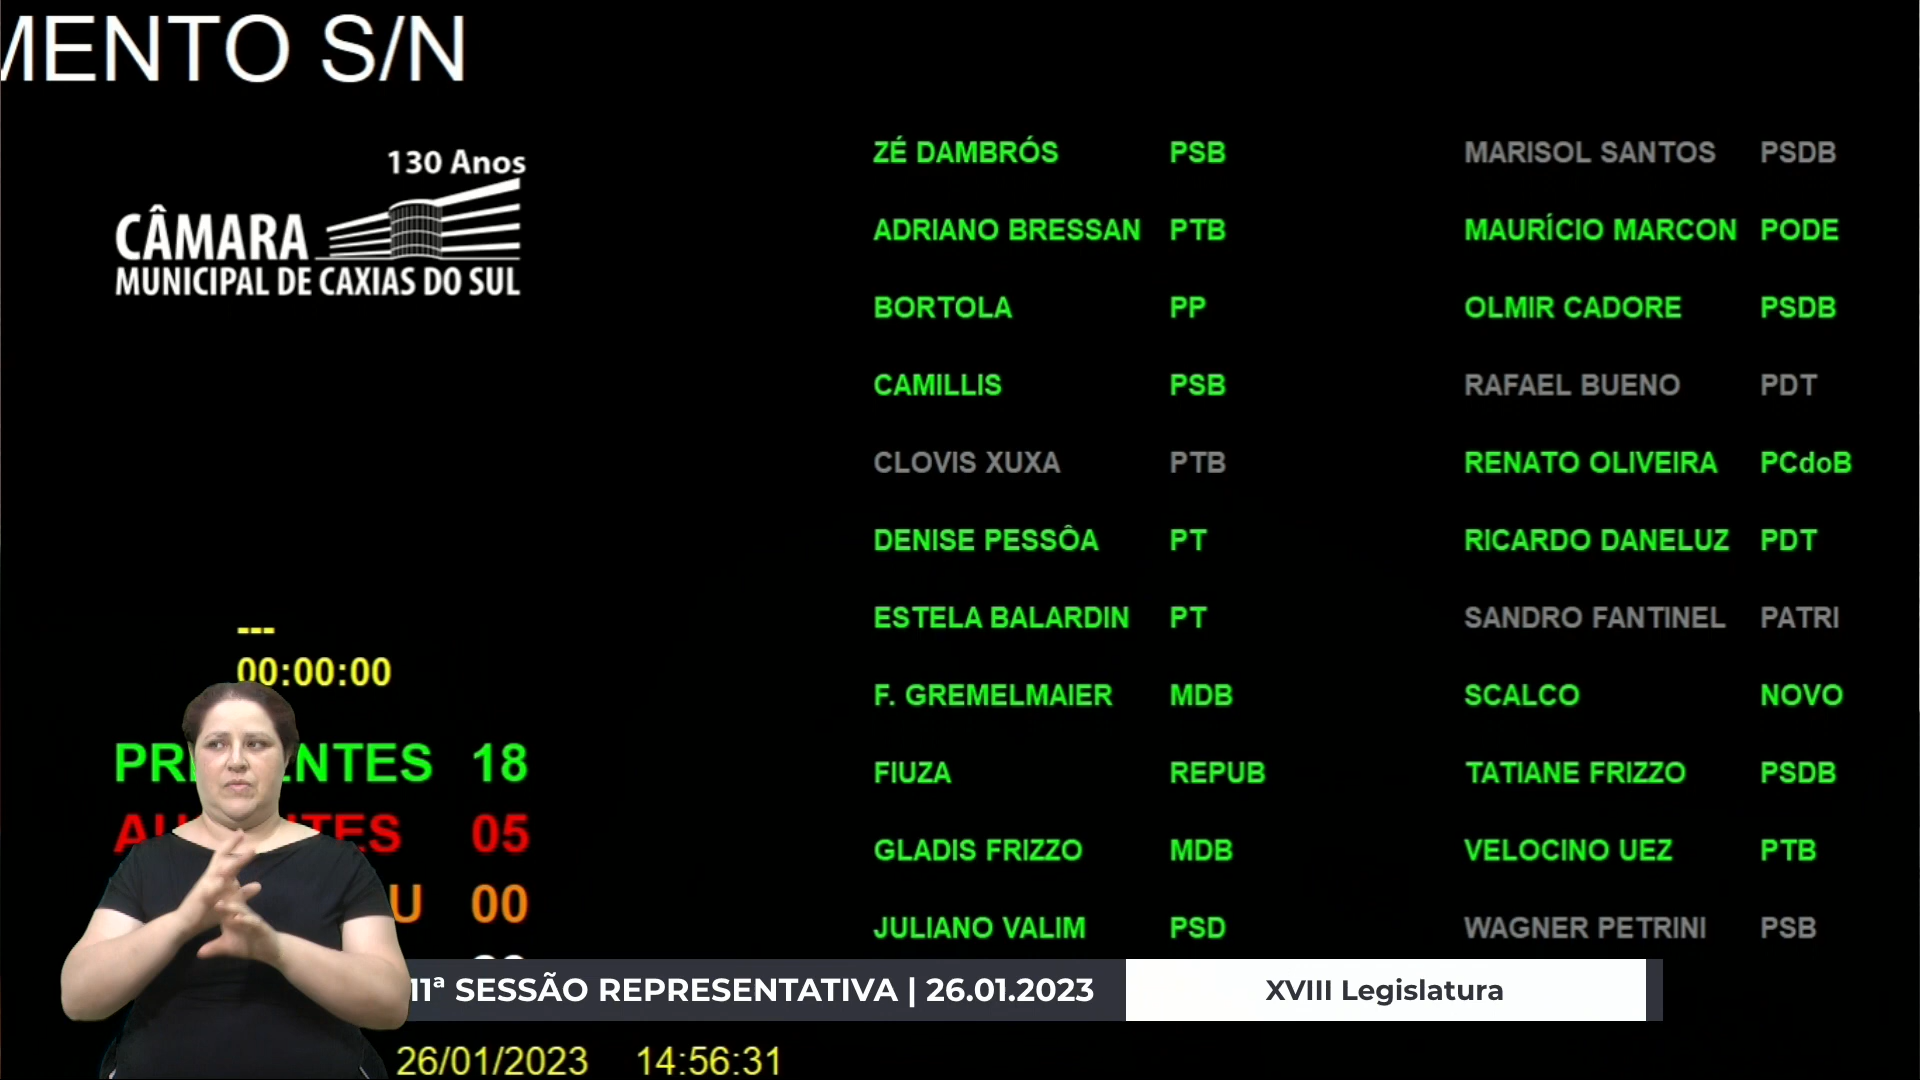 MENTO S/N
130 Anos
CÂMARA
MUNICIPAL DE CAXIAS DO SUL
---
00:00:00
18
05
00
ZÉ DAMBRÓS PSB
ADRIANO BRESSAN PTB
BORTOLA PP
CAMILLIS PSB
CLOVIS XUXA PTB
DENISE PESSÔA PT
ESTELA BALARDIN PT
F. GREMELMAIER MDB
FIUZA REPUB
GLADIS FRIZZO MDB
JULIANO VALIM PSD
MARISOL SANTOS PSDB
MAURÍCIO MARCON PODE
OLMIR CADORE PSDB
RAFAEL BUENO PDT
RENATO OLIVEIRA PCdoB
RICARDO DANELUZ PDT
SANDRO FANTINEL PATRI
SCALCO NOVO
TATIANE FRIZZO PSDB
VELOCINO UEZ PTB
WAGNER PETRINI PSB
11ª SESSÃO REPRESENTATIVA | 26.01.2023
XVIII Legislatura
26/01/2023 14:56:31